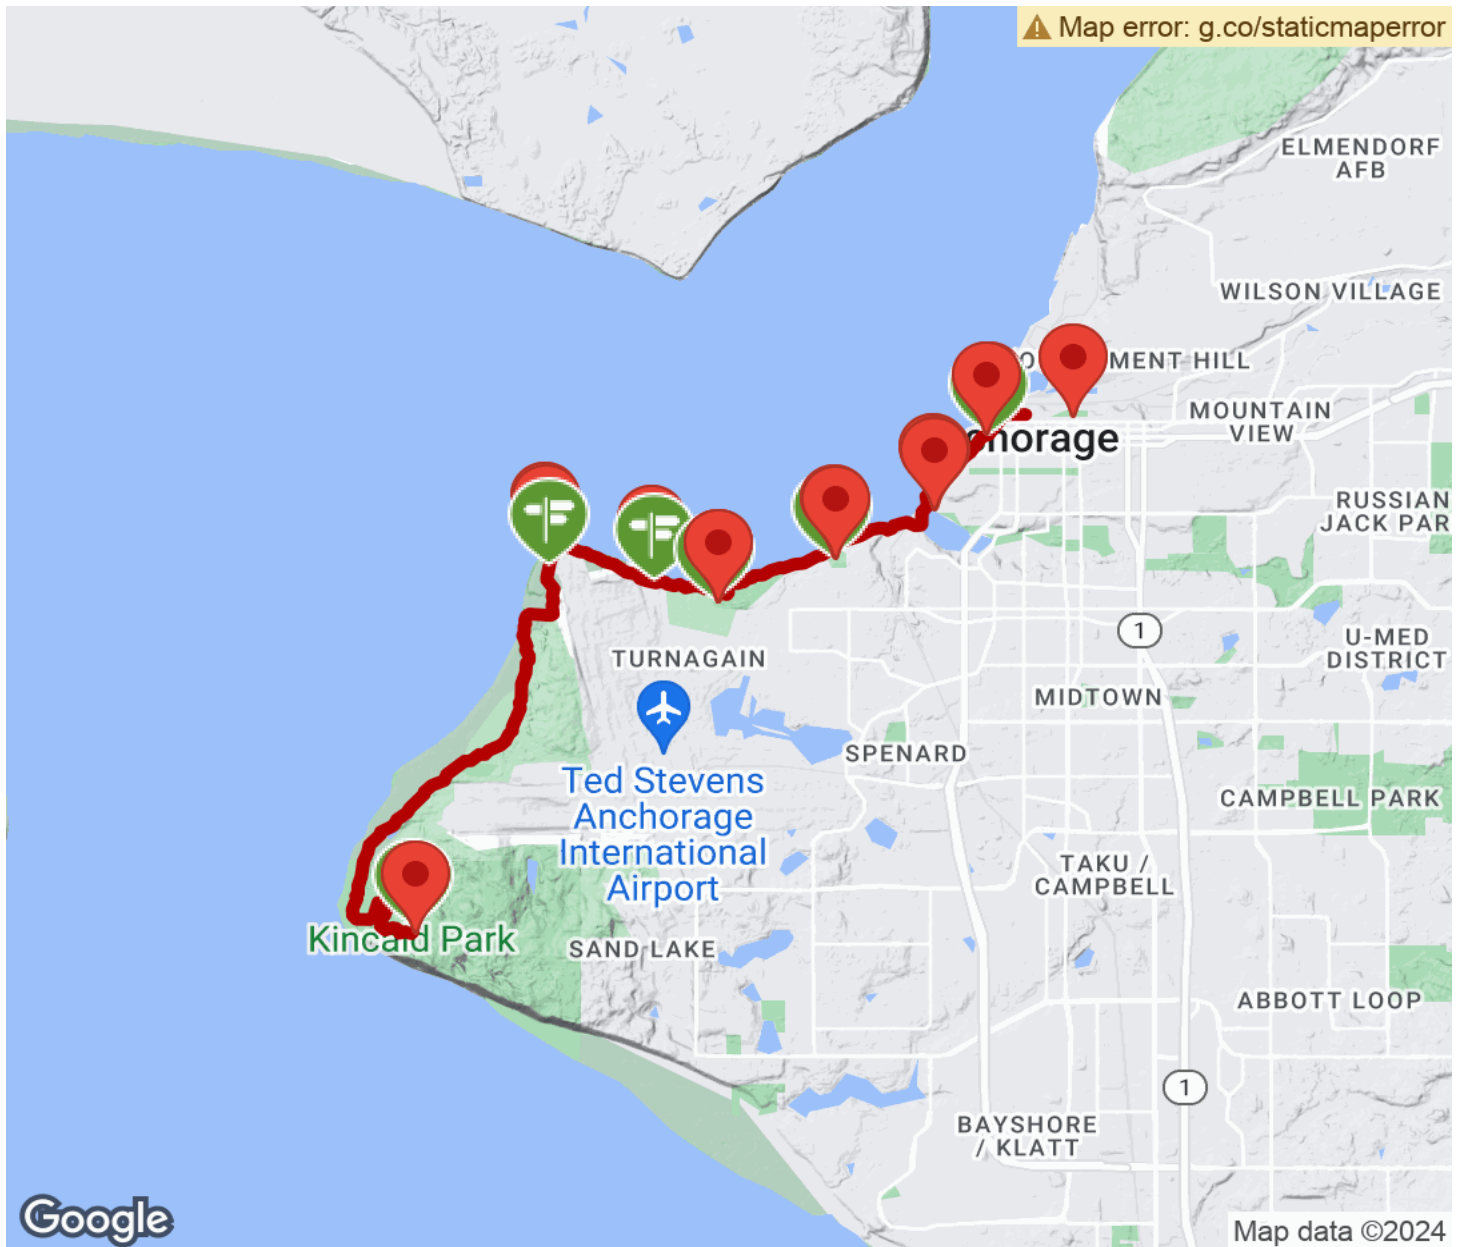 Map error: g.co/staticmaperror
ELMENDORF
AFB
WILSON VILLAGE
MENT HILL
MOUNTAIN
VIEW
chorage
RUSSIAN
JACK PAR
1
U-MED
DISTRICT
TURNAGAIN
MIDTOWN
SPENARD
Ted Stevens
Anchorage
International
Airport
CAMPBELL PARK
TAKU /
CAMPBELL
Kincaid Park
SAND LAKE
ABBOTT LOOP
1
BAYSHORE
/ KLATT
Google
Map data ©2024